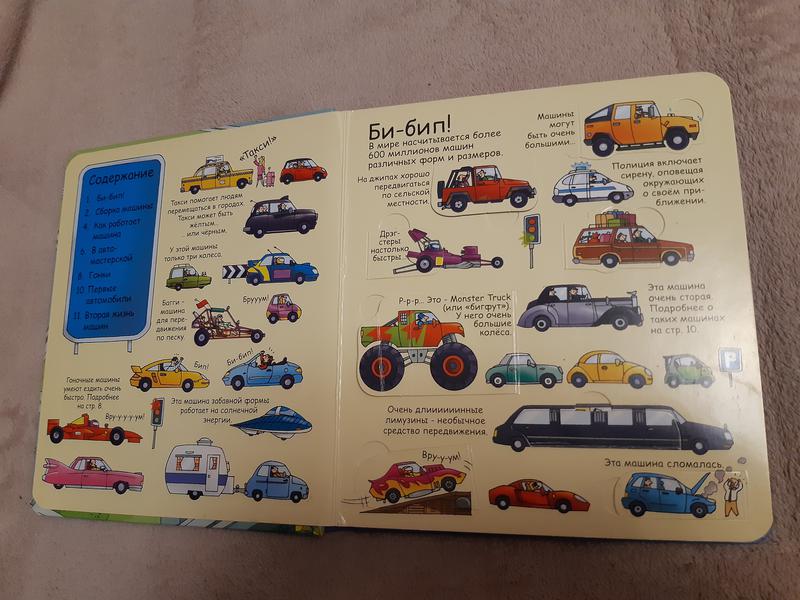 Содержание
1. Би-бип!
2. Сборка машины
4. Как работает
машина
6. В авто-
мастерской
8. Гонки
10. Первые
автомобили
11. Вторая жизнь
машин
«Такси!»
Такси помогает людям
перемещаться в городах.
Такси может быть
желтым...
или черным.
У этой машины
только три колеса.
Багги -
машина
для пере-
движения
по песку.
Брууум!
Бип!
Би-бип!
Гоночные машины
умеют ездить очень
быстро. Подробнее
на стр. 8.
Вру-у-у-у-ум!
Эта машина забавной формы
работает на солнечной
энергии.
Би-бип!
В мире насчитывается более
600 миллионов машин
различных форм и размеров.
На джипах хорошо
передвигаться
по сельской
местности.
Машины
могут
быть очень
большими...
Полиция включает
сирену, оповещая
окружающих
о своём при-
ближении.
Дрэг-
стеры
настолько
быстры...
Р-р-р... Это - Monster Truck
(или «бигфут»).
У него очень
большие
колёса.
Эта машина
очень старая.
Подробнее о
таких машинах
на стр. 10.
P
Очень длиииииинные
лимузины - необычное
средство передвижения.
Вру-у-ум!
Эта машина сломалась.